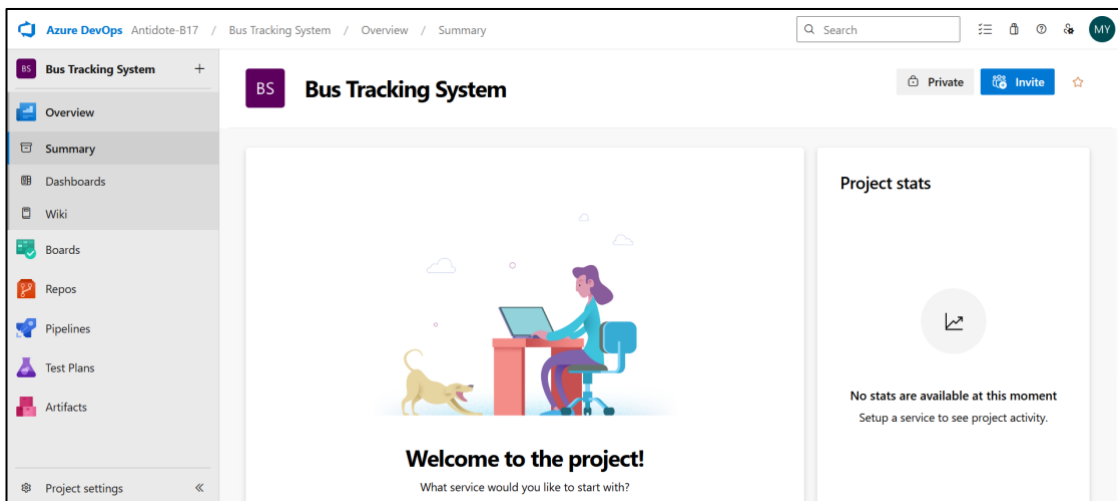 Azure DevOps Antidote-B17 / Bus Tracking System / Overview / Summary
Search
MY
BS Bus Tracking System +
BS Bus Tracking System
Private
Invite
Overview
Summary
Dashboards
Wiki
Boards
Repos
Pipelines
Test Plans
Artifacts
Project settings
Welcome to the project!
What service would you like to start with?
Project stats
No stats are available at this moment
Setup a service to see project activity.